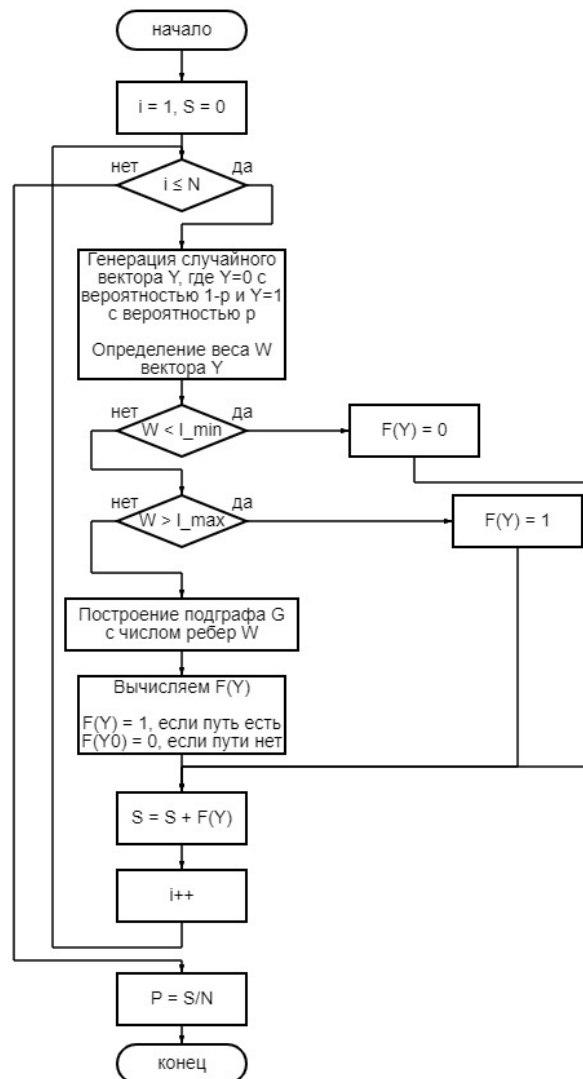 начало
i = 1, S = 0
нет
да
i ≤ N
Генерация случайного
вектора Y, где Y=0 с
вероятностью 1-p и Y=1
с вероятностью p
Определение веса W
вектора Y
нет
да
W < I_min
F(Y) = 0
нет
да
W > I_max
F(Y) = 1
Построение подграфа G
с числом ребер W
Вычисляем F(Y)
F(Y) = 1, если путь есть
F(Y0) = 0, если пути нет
S = S + F(Y)
i++
P = S/N
конец